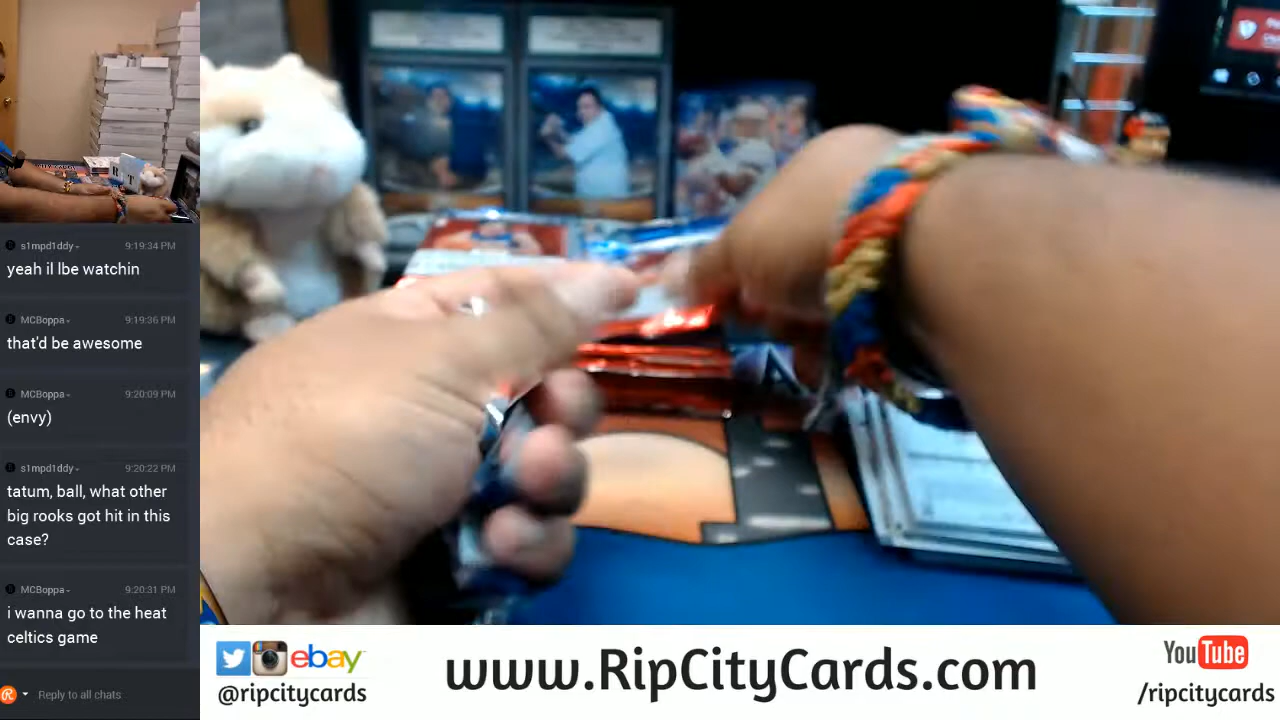 s1mpd1ddy 9:19:34 PM
yeah il lbe watchin
MCBoppa 9:19:36 PM
that'd be awesome
MCBoppa 9:20:09 PM
(envy)
s1mpd1ddy 9:20:22 PM
tatum, ball, what other
big rooks got hit in this
case?
MCBoppa 9:20:31 PM
i wanna go to the heat
celtics game
Reply to all chats
ebay
@ripcitycards
www.RipCityCards.com
YouTube
/ripcitycards